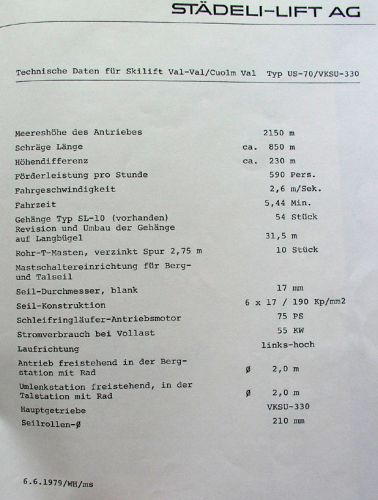 STÄDELI-LIFT AG
Technische Daten für Skilift Val-Val/Cuolm Val Typ US-70/VKSU-330
Meereshöhe des Antriebes 2150 m
Schräge Länge ca. 850 m
Höhendifferenz ca. 230 m
Förderleistung pro Stunde 590 Pers.
Fahrgeschwindigkeit 2,6 m/Sek.
Fahrzeit 5,44 Min.
Gehänge Typ SL-10 (vorhanden) 54 Stück
Revision und Umbau der Gehänge
auf Langbügel 31,5 m
Rohr-T-Masten, verzinkt Spur 2,75 m 10 Stück
Mastschaltereinrichtung für Berg-
und Talseil
Seil-Durchmesser, blank 17 mm
Seil-Konstruktion 6 x 17 / 190 Kp/mm2
Schleifringläufer-Antriebsmotor 75 PS
Stromverbrauch bei Vollast 55 KW
Laufrichtung links-hoch
Antrieb freistehend in der Berg-
station mit Rad Ø 2,0 m
Umlenkstation freistehend, in der
Talstation mit Rad Ø 2,0 m
Hauptgetriebe VKSU-330
Seilrollen-Ø 210 mm
6.6.1979/WH/ms